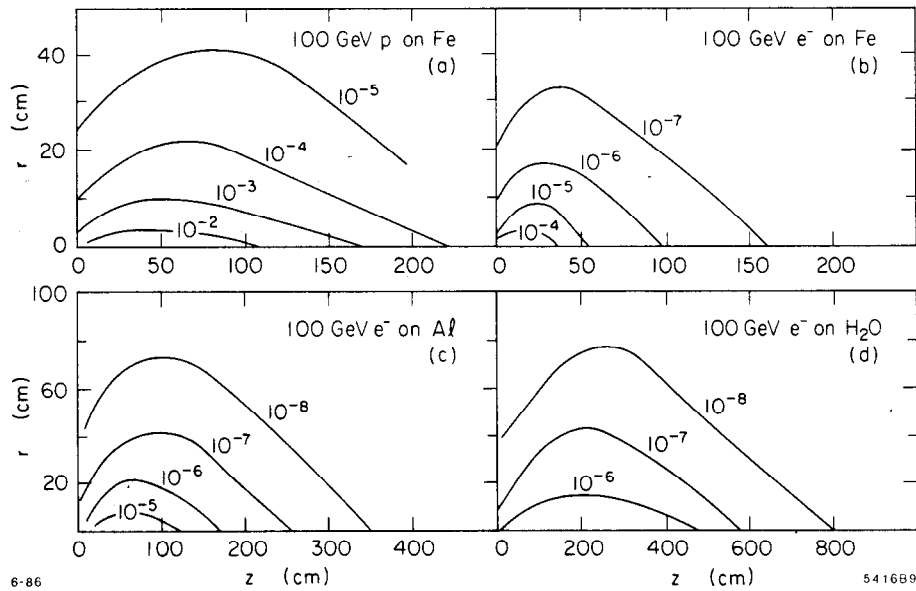 100 GeV p on Fe
(a)
40
20
0
r (cm)
10⁻⁵
10⁻⁴
10⁻³
10⁻²
0 50 100 150 200
100 GeV e⁻ on Fe
(b)
10⁻⁷
10⁻⁶
10⁻⁵
10⁻⁴
0 50 100 150 200
100 GeV e⁻ on Aℓ
(c)
100
60
20
r (cm)
10⁻⁸
10⁻⁷
10⁻⁶
10⁻⁵
0 100 200 300 400
z (cm)
100 GeV e⁻ on H₂O
(d)
10⁻⁸
10⁻⁷
10⁻⁶
0 200 400 600 800
z (cm)
6-86
5416B9